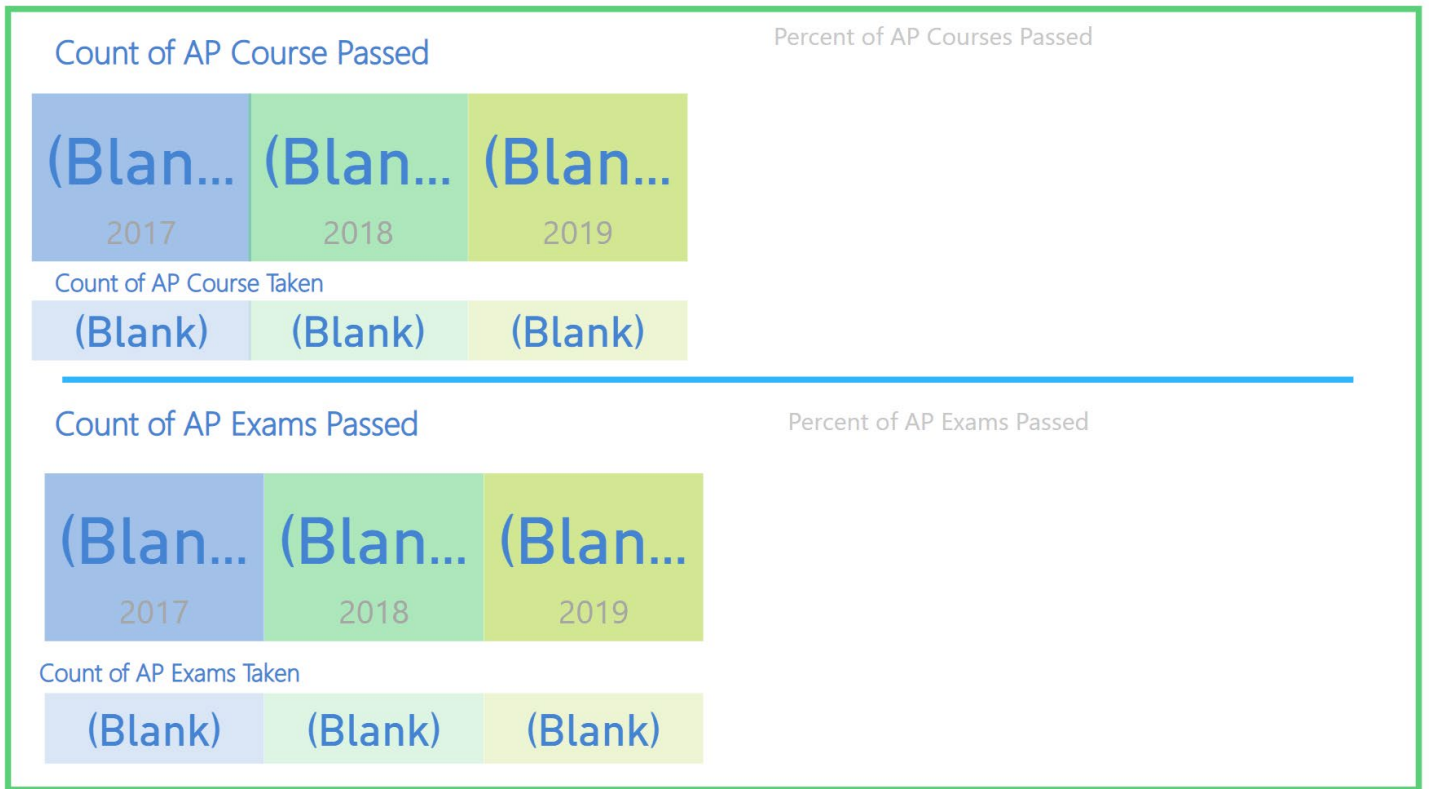 Count of AP Course Passed
Percent of AP Courses Passed
(Blan... (Blan... (Blan...
2017 2018 2019
Count of AP Course Taken
(Blank) (Blank) (Blank)
Count of AP Exams Passed
Percent of AP Exams Passed
(Blan... (Blan... (Blan...
2017 2018 2019
Count of AP Exams Taken
(Blank) (Blank) (Blank)